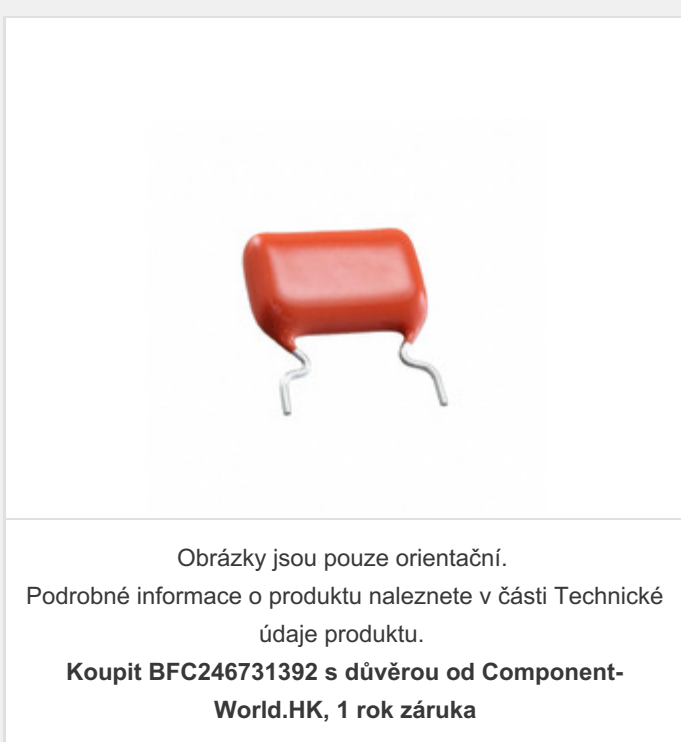 Obrázky jsou pouze orientační.
Podrobné informace o produktu naleznete v části Technické
údaje produktu.
Koupit BFC246731392 s důvěrou od Component-
World.HK, 1 rok záruka